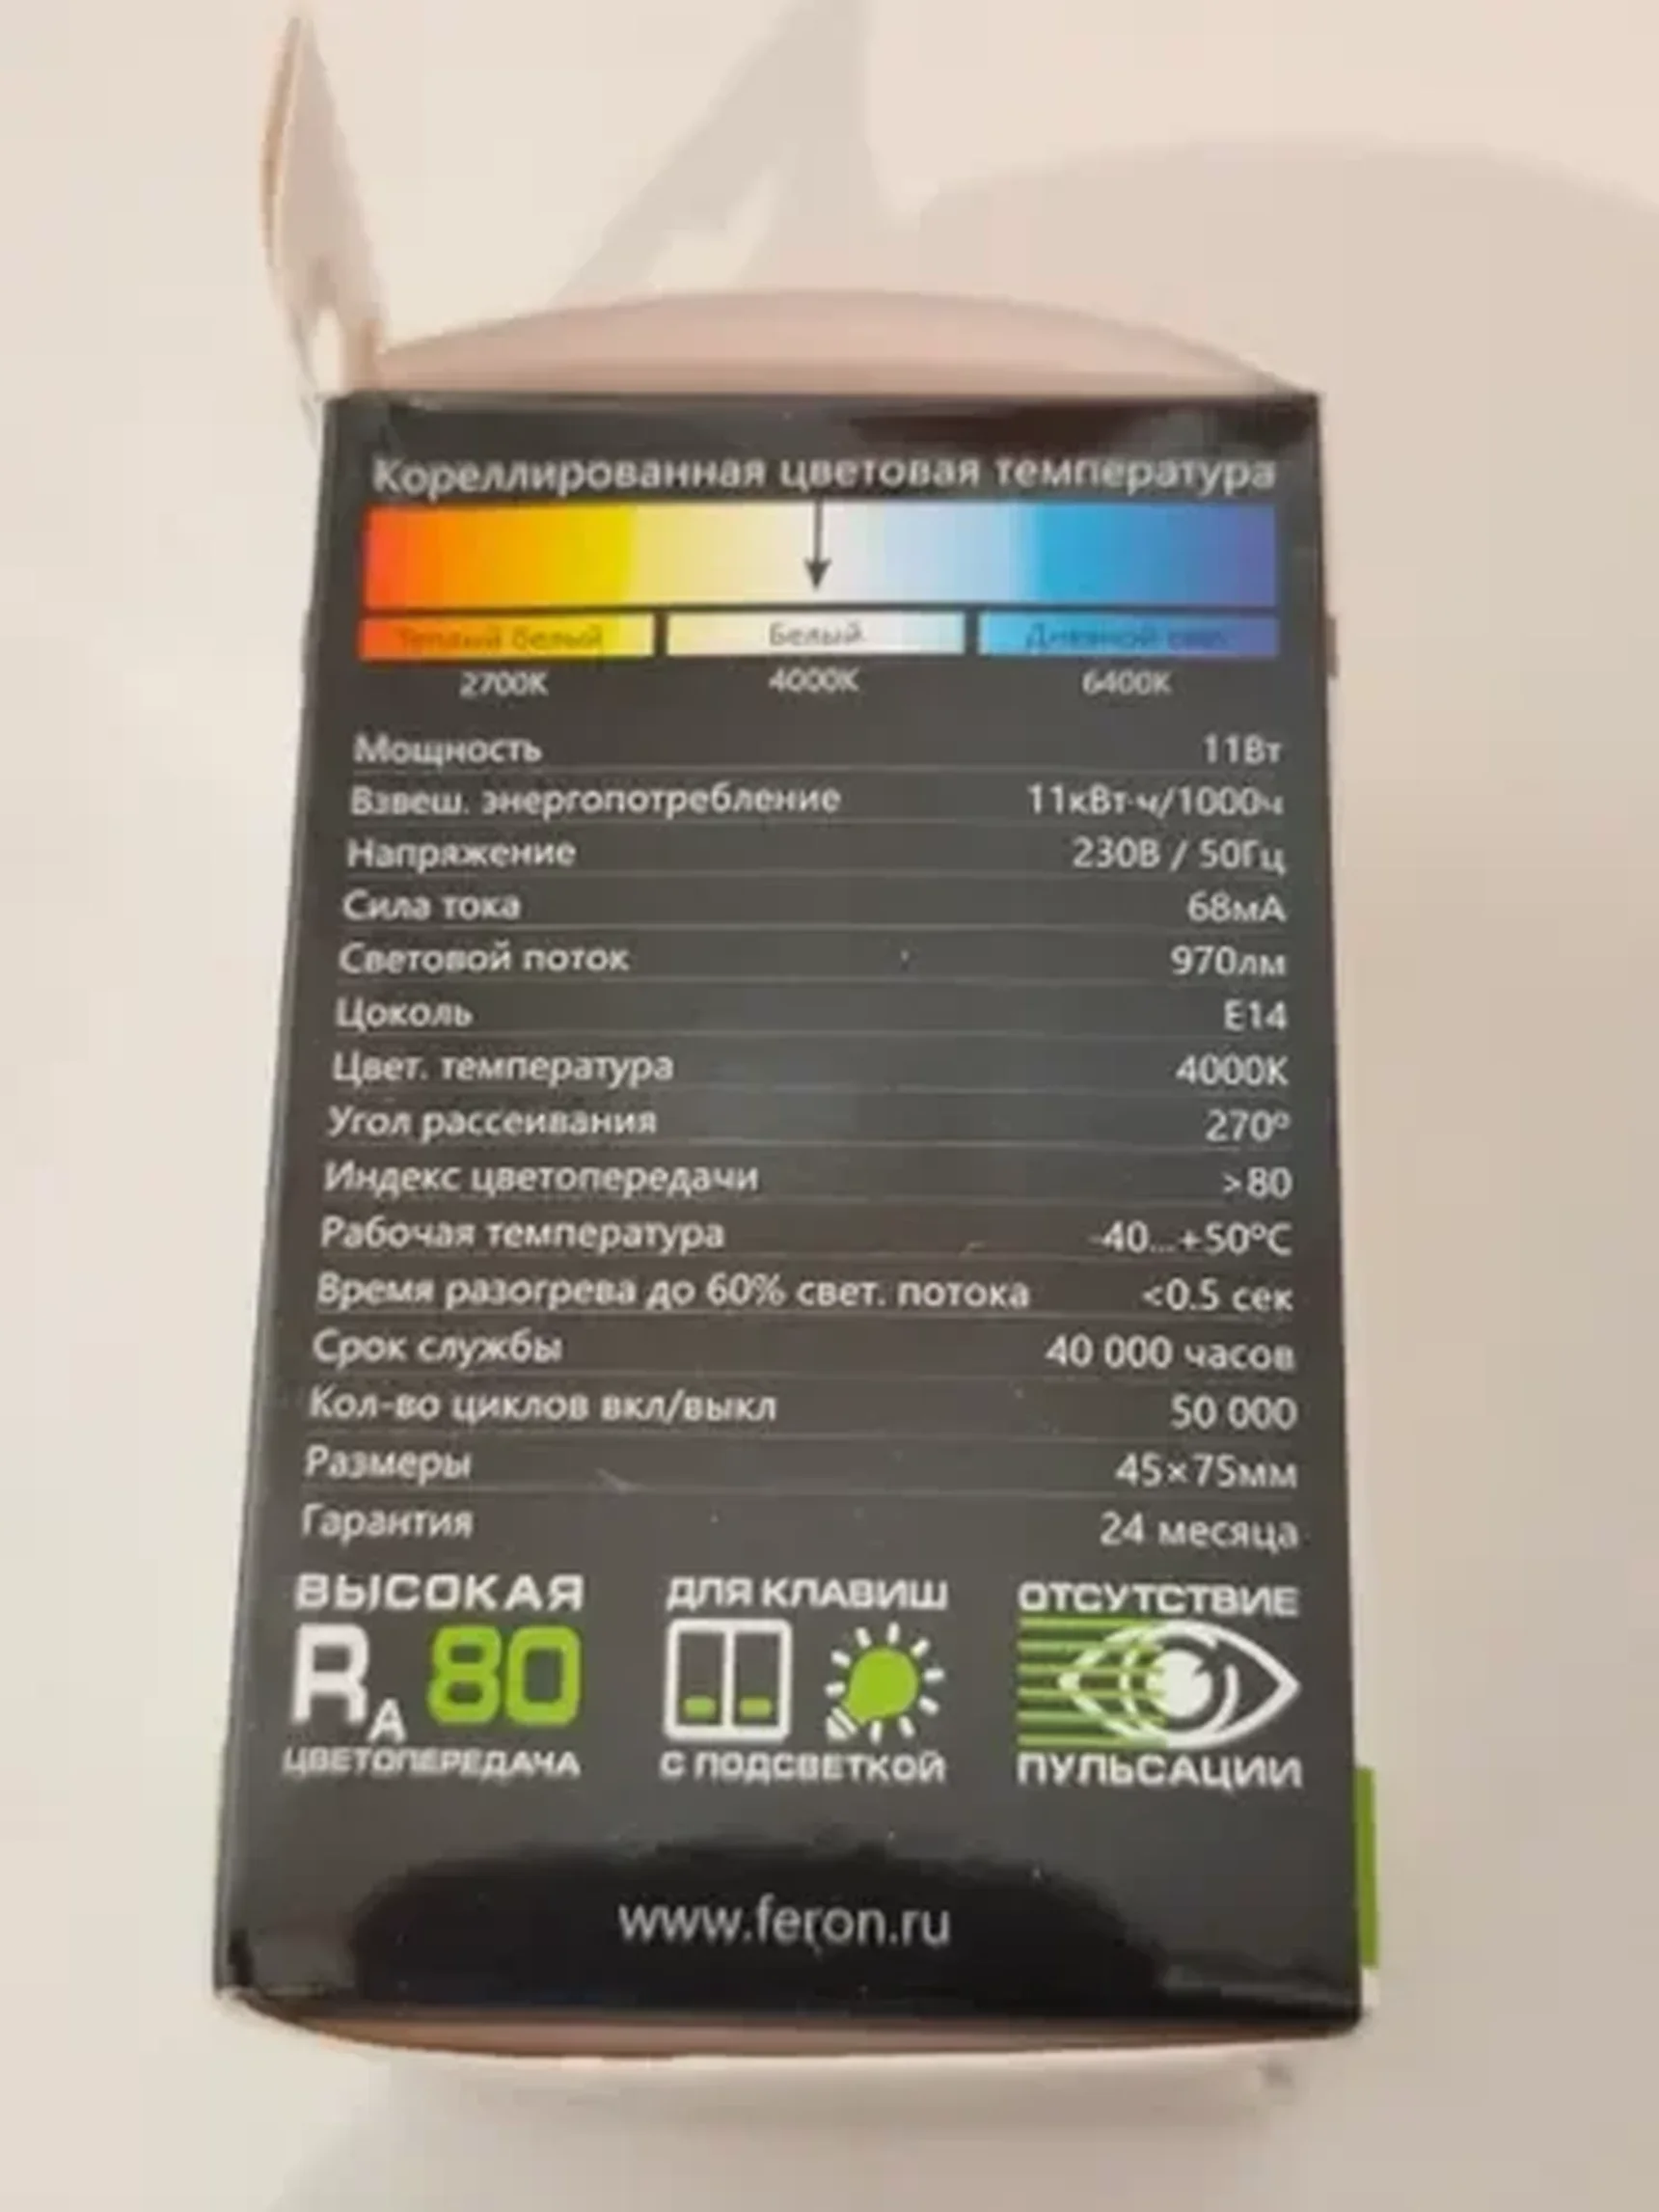 Кореллированная цветовая температура
Теплый белый Белый Дневной свет
2700K 4000K 6400K
Мощность 11Вт
Взвеш. энергопотребление 11кВт·ч/1000ч
Напряжение 230В / 50Гц
Сила тока 68мА
Световой поток 970лм
Цоколь E14
Цвет. температура 4000K
Угол рассеивания 270°
Индекс цветопередачи >80
Рабочая температура -40...+50°C
Время разогрева до 60% свет. потока <0.5 сек
Срок службы 40 000 часов
Кол-во циклов вкл/выкл 50 000
Размеры 45×75мм
Гарантия 24 месяца
ВЫСОКАЯ ДЛЯ КЛАВИШ ОТСУТСТВИЕ
RA 80
ЦВЕТОПЕРЕДАЧА С ПОДСВЕТКОЙ ПУЛЬСАЦИИ
www.feron.ru